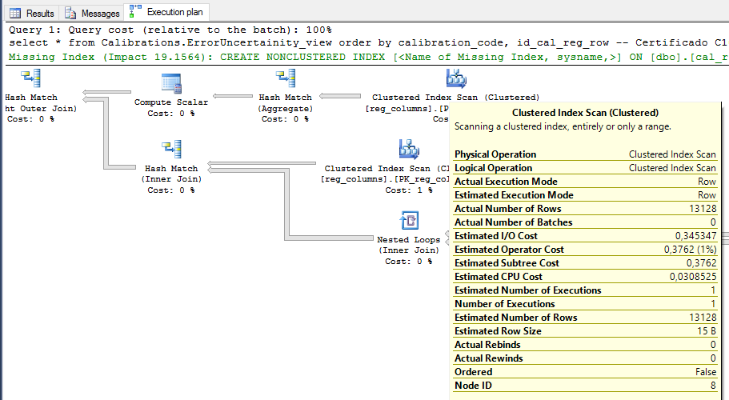 Results Messages Execution plan
Query 1: Query cost (relative to the batch): 100%
select * from Calibrations.ErrorUncertainity_view order by calibration_code, id_cal_reg_row -- Certificado C1
Missing Index (Impact 19.1564): CREATE NONCLUSTERED INDEX [<Name of Missing Index, sysname,>] ON [dbo].[cal_r
Hash Match
ht Outer Join)
Cost: 0 %
Compute Scalar
Cost: 0 %
Hash Match
(Aggregate)
Cost: 0 %
Clustered Index Scan (Clustered)
[reg_columns].[P
Cos
Hash Match
(Inner Join)
Cost: 0 %
Clustered Index Scan (Cl
[reg_columns].[PK_reg_co
Cost: 1 %
Nested Loops
(Inner Join)
Cost: 0 %
Clustered Index Scan (Clustered)
Scanning a clustered index, entirely or only a range.
Physical Operation Clustered Index Scan
Logical Operation Clustered Index Scan
Actual Execution Mode Row
Estimated Execution Mode Row
Actual Number of Rows 13128
Actual Number of Batches 0
Estimated I/O Cost 0,345347
Estimated Operator Cost 0,3762 (1%)
Estimated Subtree Cost 0,3762
Estimated CPU Cost 0,0308525
Estimated Number of Executions 1
Number of Executions 1
Estimated Number of Rows 13128
Estimated Row Size 15 B
Actual Rebinds 0
Actual Rewinds 0
Ordered False
Node ID 8